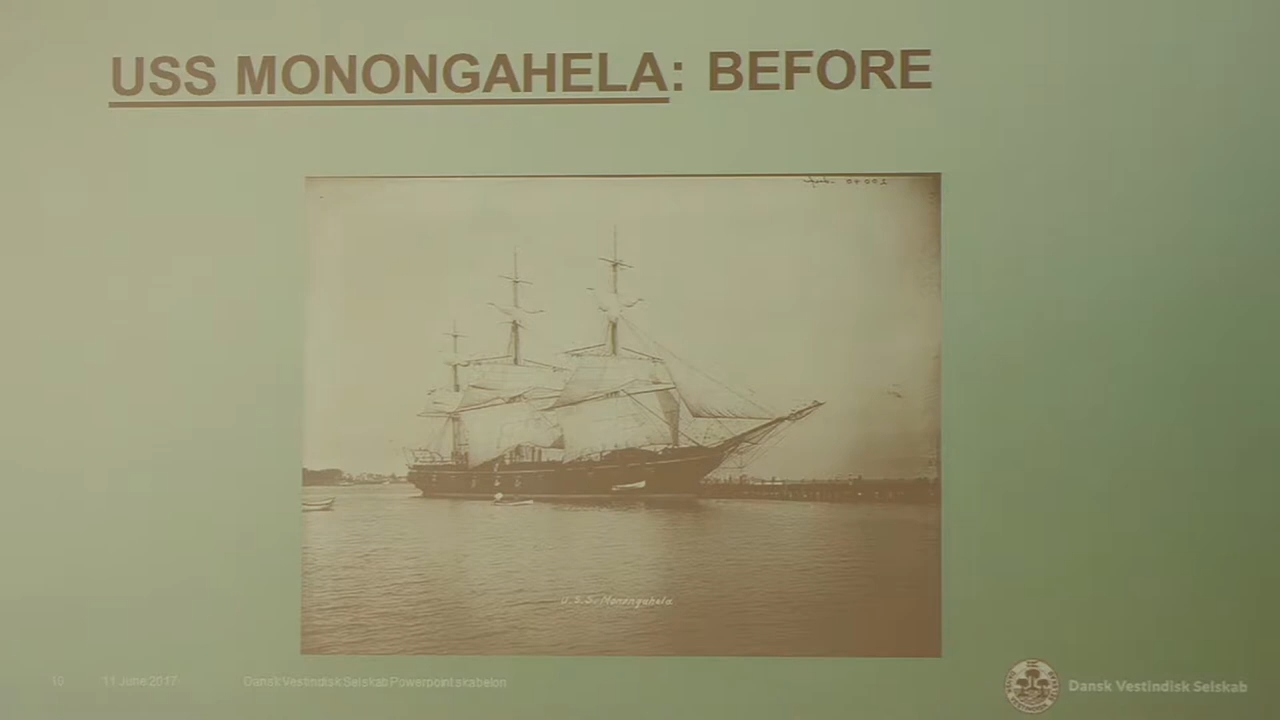 USS MONONGAHELA: BEFORE
U.S.S. Monongahela
10 11 June 2017 Dansk Vestindisk Selskab Powerpoint skabelon
Dansk Vestindisk Selskab